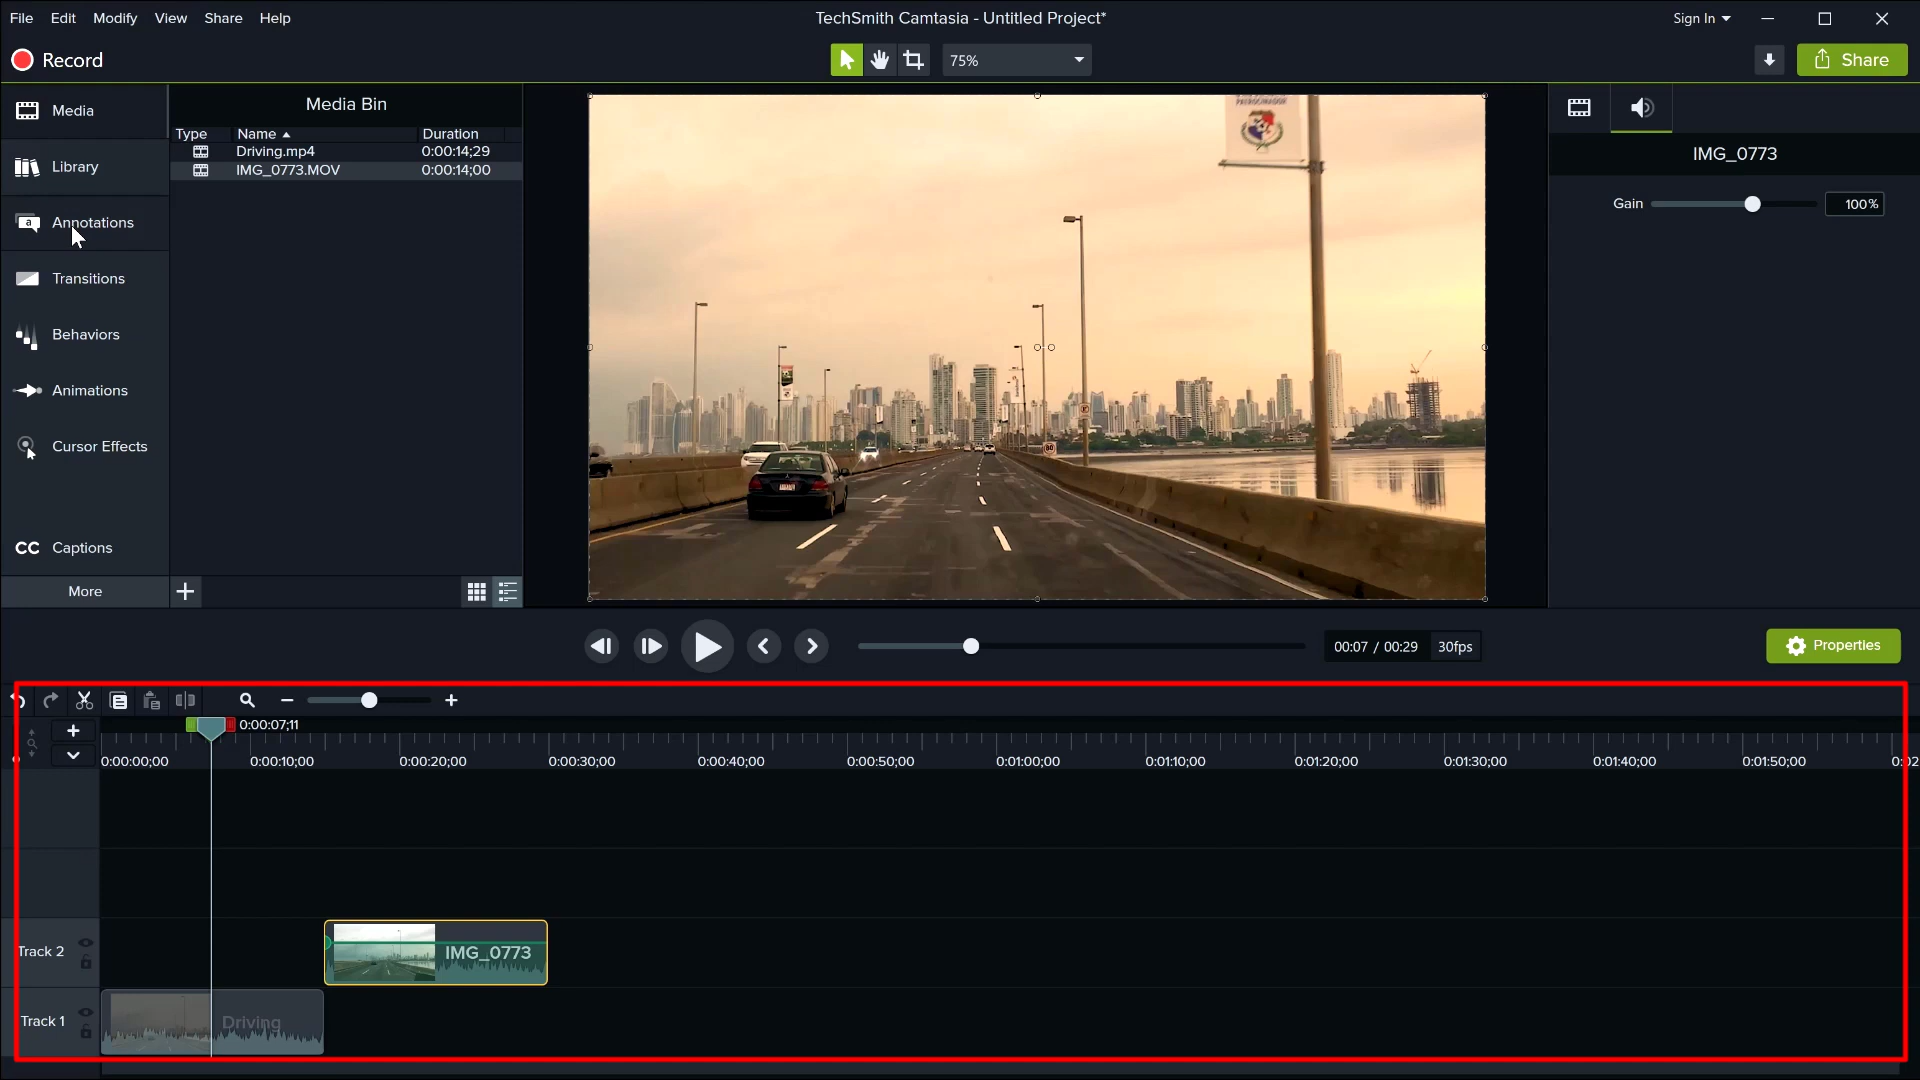 File Edit Modify View Share Help
TechSmith Camtasia - Untitled Project*
Sign In
Record
75%
Share
Media
Library
Annotations
Transitions
Behaviors
Animations
Cursor Effects
CC Captions
More
Media Bin
Type Name Duration
Driving.mp4 0:00:14;29
IMG_0773.MOV 0:00:14;00
PATROCINADOR
IMG_0773
Gain 100%
00:07 / 00:29 30fps
Properties
0:00:07;11
0:00:00;00 0:00:10;00 0:00:20;00 0:00:30;00 0:00:40;00 0:00:50;00 0:01:00;00 0:01:10;00 0:01:20;00 0:01:30;00 0:01:40;00 0:01:50;00 0:02
Track 2
IMG_0773
Track 1
Driving